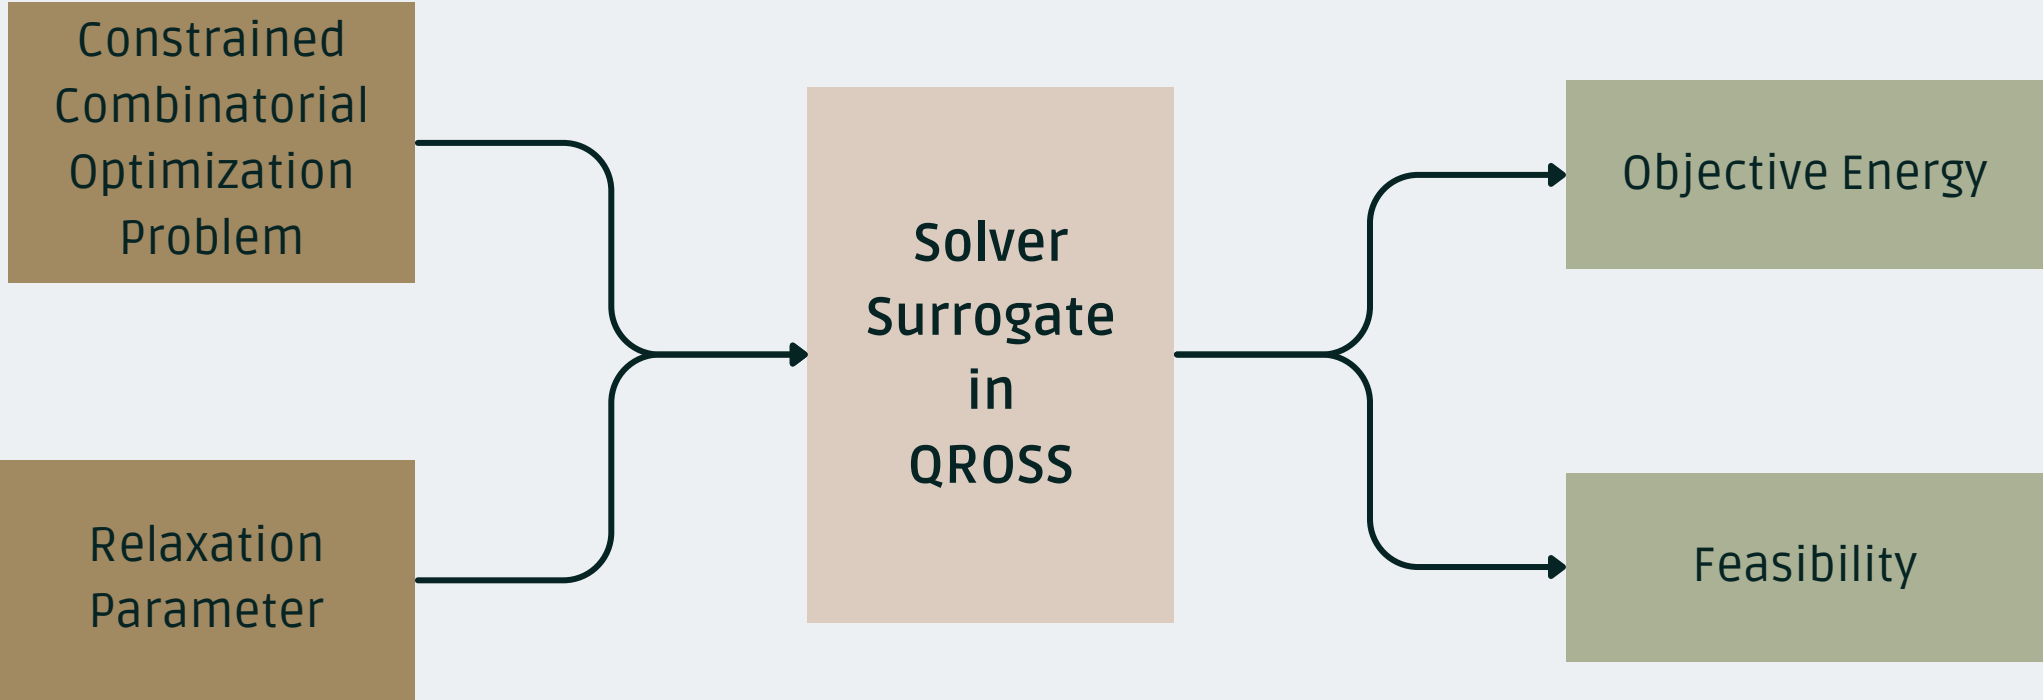 Constrained
Combinatorial
Optimization
Problem
Relaxation
Parameter
Solver
Surrogate
in
QROSS
Objective Energy
Feasibility